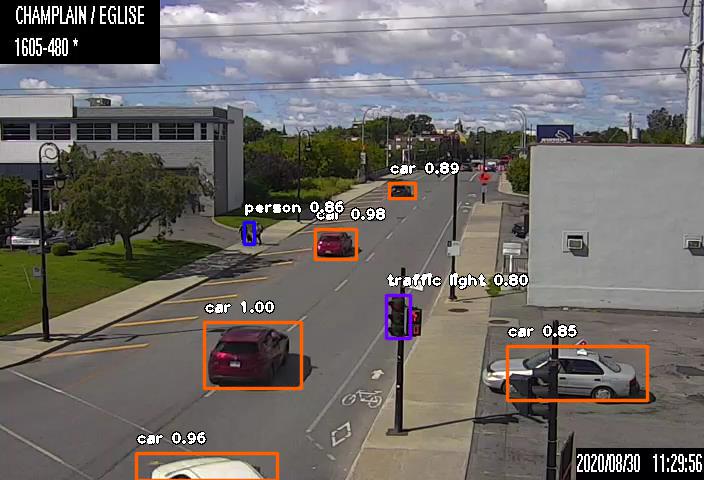 CHAMPLAIN / EGLISE
1605-480 *
car 0.89
person 0.86
car 0.98
traffic light 0.80
car 1.00
car 0.85
car 0.96
2020/08/30 11:29:56